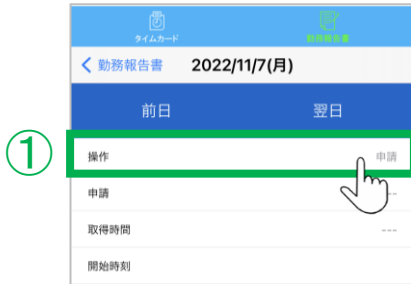 タイムカード
勤務報告書
勤務報告書 2022/11/7(月)
前日 翌日
①
操作 申請
申請 ---
取得時間 ---
開始時刻